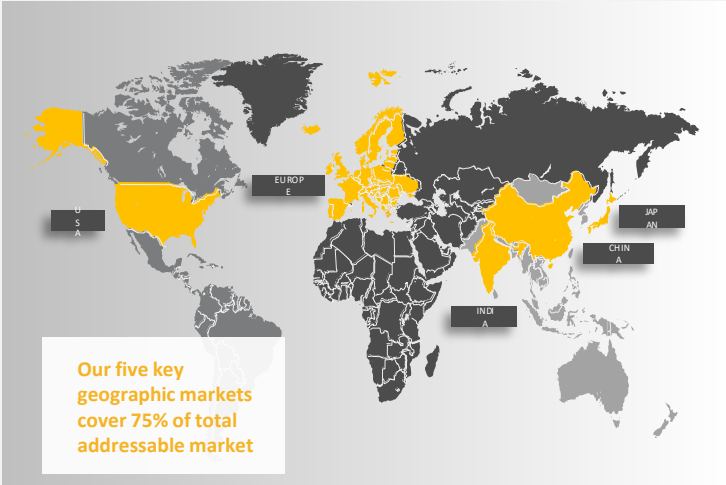 EUROP
E
U
S
A
JAP
AN
CHIN
A
INDI
A
Our five key
geographic markets
cover 75% of total
addressable market